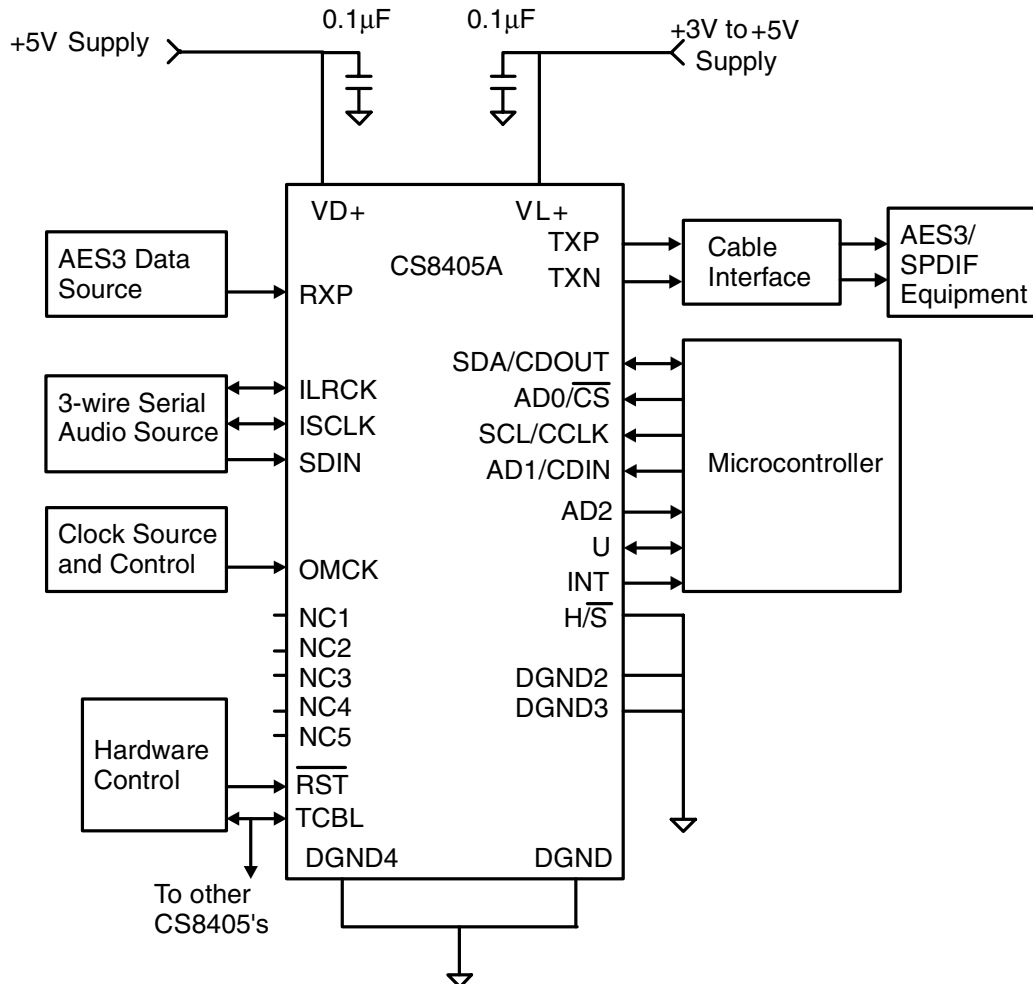 0.1µF
0.1µF
+5V Supply
+3V to +5V
Supply
VD+
VL+
CS8405A
TXP
TXN
Cable
Interface
AES3/
SPDIF
Equipment
AES3 Data
Source
RXP
3-wire Serial
Audio Source
ILRCK
ISCLK
SDIN
SDA/CDOUT
AD0/C̅S̅
SCL/CCLK
AD1/CDIN
AD2
U
INT
H/S̅
Microcontroller
Clock Source
and Control
OMCK
NC1
NC2
NC3
NC4
NC5
DGND2
DGND3
Hardware
Control
R̅S̅T̅
TCBL
DGND4
DGND
To other
CS8405's